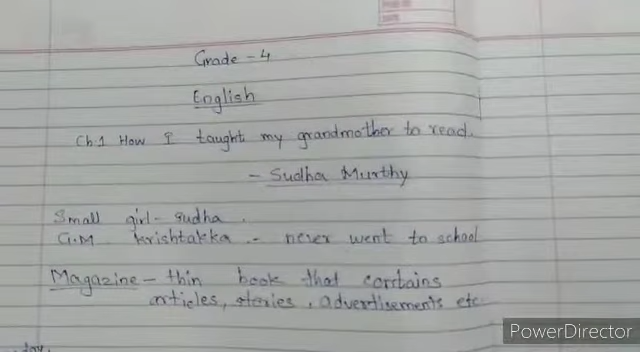 Grade - 4
English
Ch.1 How I taught my grandmother to read.
- Sudha Murthy
Small girl - Sudha.
G.M Krishtakka - never went to school
Magazine - thin book that contains
articles, stories, advertisements etc
day.
PowerDirector